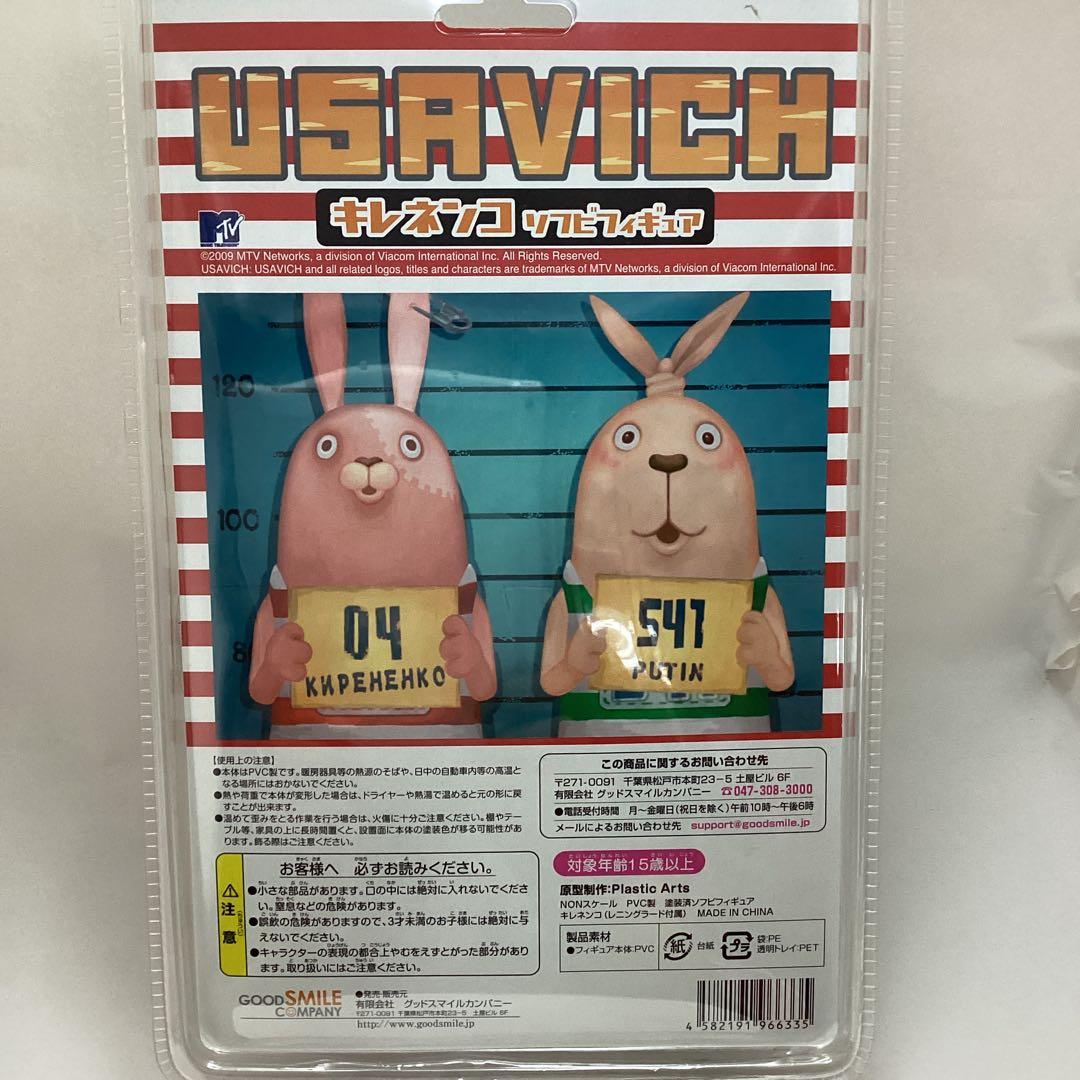 USAVICH
MTV
MUSIC TELEVISION
キレネンコ ソフビフィギュア
©2009 MTV Networks, a division of Viacom International Inc. All Rights Reserved.
USAVICH: USAVICH and all related logos, titles and characters are trademarks of MTV Networks, a division of Viacom International Inc.
120
100
8
04
КИРЕНЕНКО
541
PUTIN
【使用上の注意】
●本体はPVC製です。暖房器具等の熱源のそばや、日中の自動車内等の高温と
なる場所にはおかないでください。
●熱や荷重で本体が変形した場合は、ドライヤーや熱湯で温めると元の形に戻
すことが出来ます。
●温めて歪みをとる作業を行う場合は、火傷に十分ご注意ください。棚やテー
ブル等、家具の上に長時間置くと、設置面に本体の塗装色が移る可能性があ
ります。飾る際はご注意ください。
この商品に関するお問い合わせ先
〒271-0091 千葉県松戸市本町23-5 土屋ビル 6F
有限会社 グッドスマイルカンパニー ☎047-308-3000
●電話受付時間 月～金曜日(祝日を除く)午前10時～午後6時
メールによるお問い合わせ先 support@goodsmile.jp
注意
お客様へ 必ずお読みください。
●小さな部品があります。口の中には絶対に入れないでくださ
い。窒息などの危険があります。
●誤飲の危険がありますので、3才未満のお子様には絶対に与
えないでください。
●キャラクターの表現の都合上やむをえずとがった部分があり
ます。取り扱いにはご注意ください。
対象年齢15歳以上
原型制作:Plastic Arts
NONスケール PVC製 塗装済ソフビフィギュア
キレネンコ(レニングラード付属) MADE IN CHINA
製品素材
●フィギュア本体:PVC
紙 台紙
プラ 袋:PE
透明トレイ:PET
GOOD SMILE
COMPANY
●発売・販売元
有限会社 グッドスマイルカンパニー
〒271-0091 千葉県松戸市本町23-5 土屋ビル 6F
http://www.goodsmile.jp
4 582191 966335